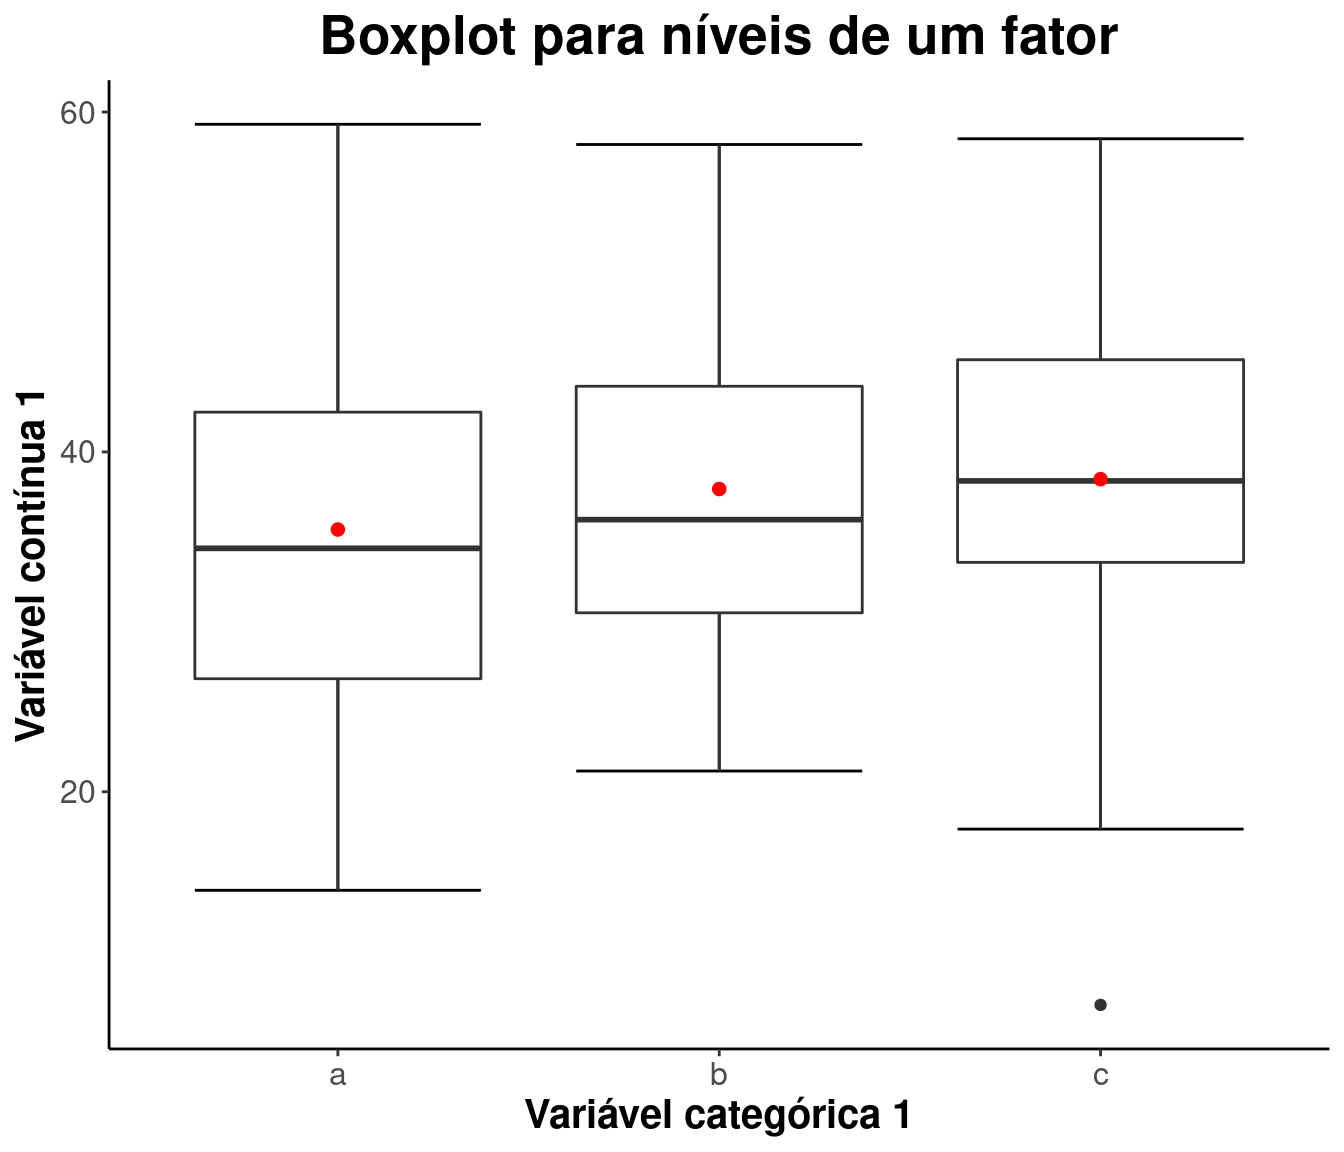 Boxplot para níveis de um fator
60
40
20
Variável contínua 1
a b c
Variável categórica 1